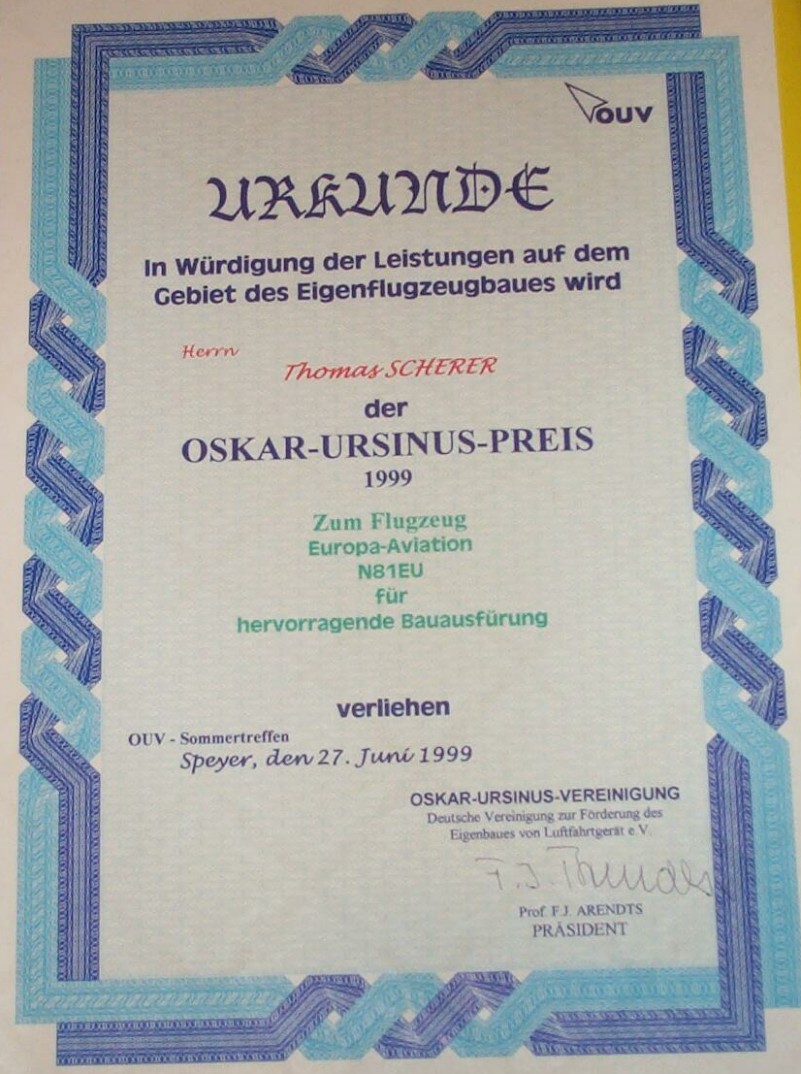 OUV
URKUNDE
In Würdigung der Leistungen auf dem
Gebiet des Eigenflugzeugbaues wird
Herrn
Thomas SCHERER
der
OSKAR-URSINUS-PREIS
1999
Zum Flugzeug
Europa-Aviation
N81EU
für
hervorragende Bauausfürung
verliehen
OUV - Sommertreffen
Speyer, den 27. Juni 1999
OSKAR-URSINUS-VEREINIGUNG
Deutsche Vereinigung zur Förderung des
Eigenbaues von Luftfahrtgerät e.V.
F. J. Arendts
Prof. F.J. ARENDTS
PRÄSIDENT